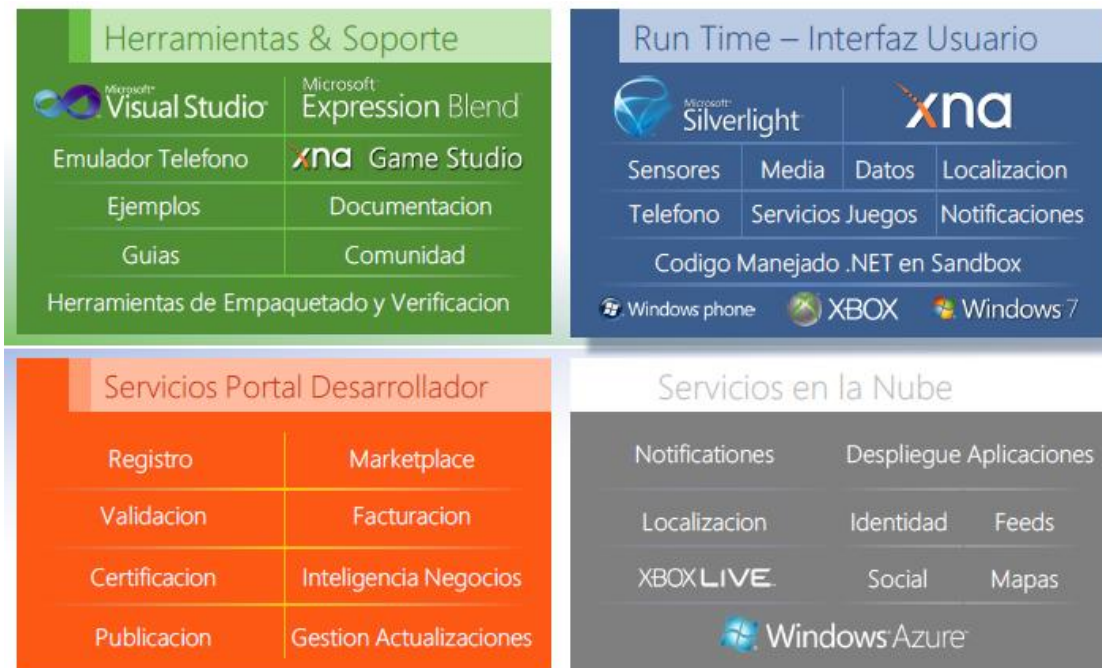 Herramientas & Soporte
Microsoft Visual Studio
Microsoft Expression Blend
Emulador Telefono
xna Game Studio
Ejemplos
Documentacion
Guias
Comunidad
Herramientas de Empaquetado y Verificacion
Run Time – Interfaz Usuario
Microsoft Silverlight
xna
Sensores
Media
Datos
Localizacion
Telefono
Servicios Juegos
Notificaciones
Codigo Manejado .NET en Sandbox
Windows phone
XBOX
Windows 7
Servicios Portal Desarrollador
Registro
Marketplace
Validacion
Facturacion
Certificacion
Inteligencia Negocios
Publicacion
Gestion Actualizaciones
Servicios en la Nube
Notificationes
Despliegue Aplicaciones
Localizacion
Identidad
Feeds
XBOX LIVE
Social
Mapas
Windows Azure